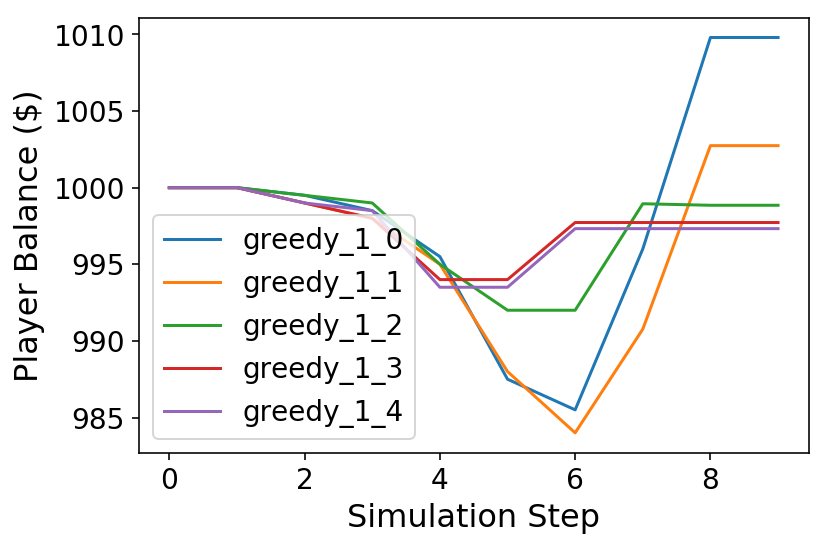 Player Balance ($)
1010
1005
1000
995
990
985
greedy_1_0
greedy_1_1
greedy_1_2
greedy_1_3
greedy_1_4
0 2 4 6 8
Simulation Step